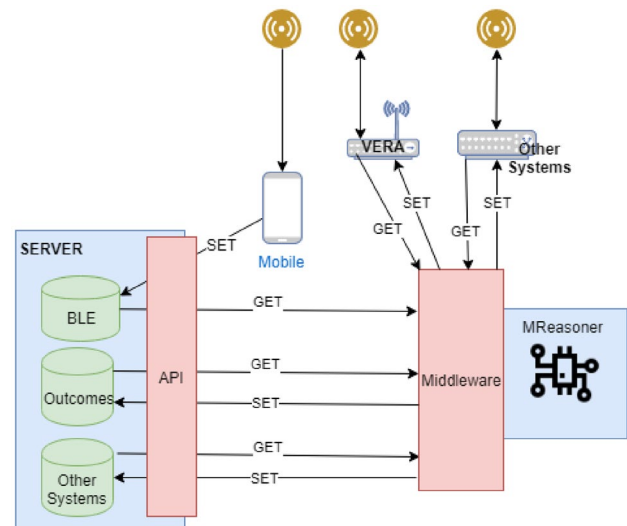 VERA
Other
Systems
SET
GET
GET
SET
SET
Mobile
SERVER
BLE
GET
MReasoner
API
GET
Middleware
Outcomes
SET
GET
Other
Systems
SET